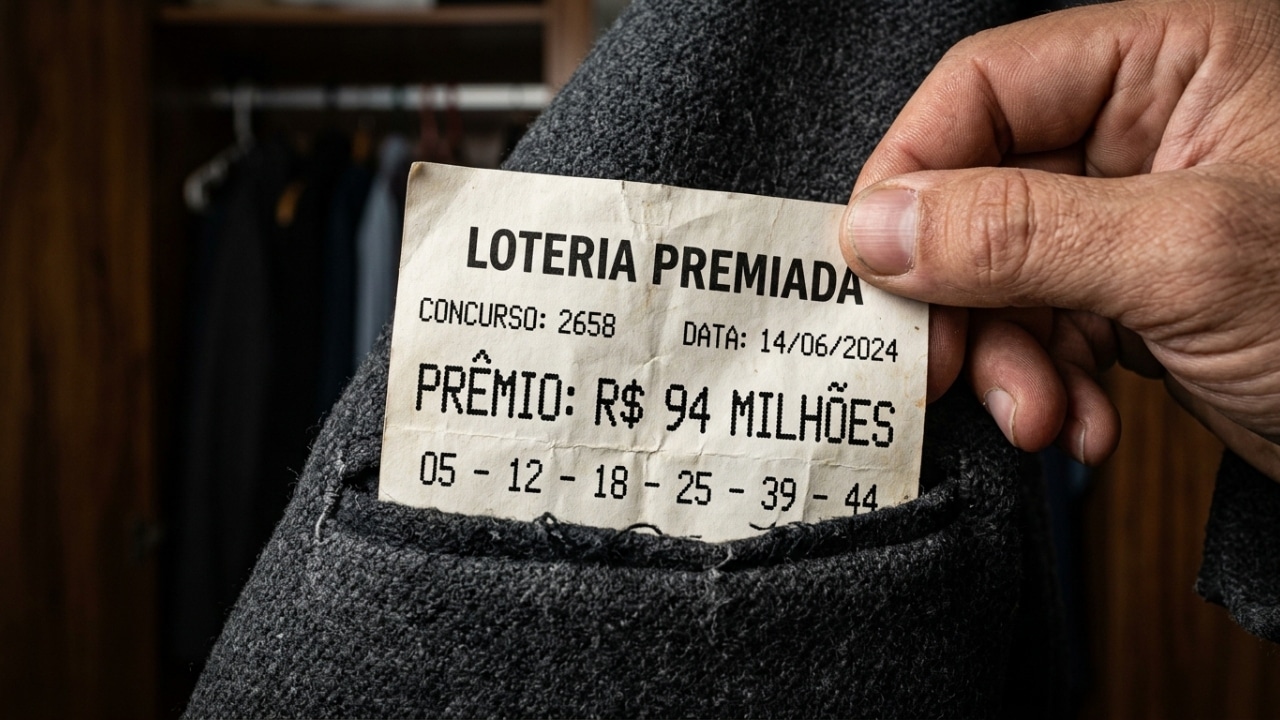 LOTERIA PREMIADA
CONCURSO: 2658 DATA: 14/06/2024
PRÊMIO: R$ 94 MILHÕES
05 - 12 - 18 - 25 - 39 - 44